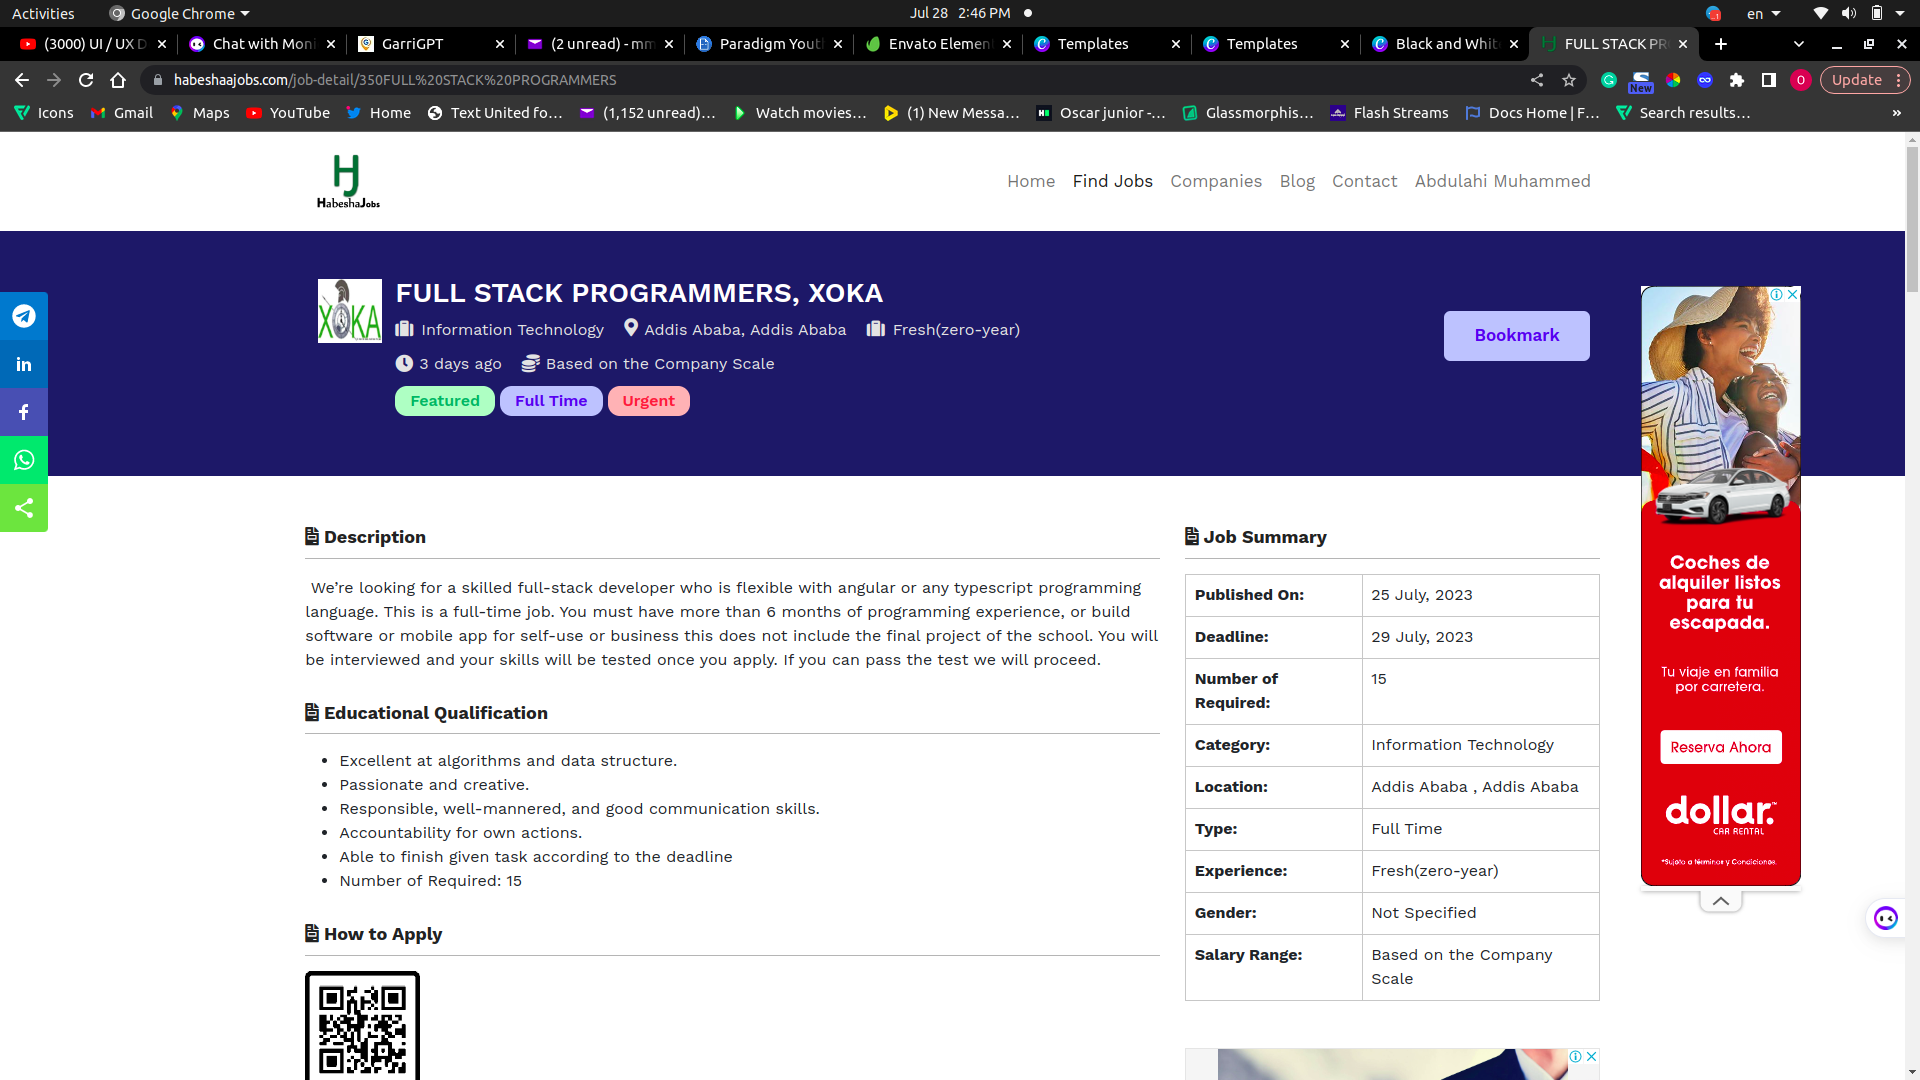 Activities
Google Chrome
Jul 28 2:46 PM
en
(3000) UI / UX D
Chat with Moni
GarriGPT
(2 unread) - mm
Paradigm Yout
Envato Elemen
Templates
Templates
Black and White
FULL STACK PR
habeshaajobs.com/job-detail/350FULL%20STACK%20PROGRAMMERS
New
O
Update
Icons
Gmail
Maps
YouTube
Home
Text United fo…
(1,152 unread)…
Watch movies…
(1) New Messa…
Oscar junior -…
Glassmorphis…
Flash Streams
Docs Home | F…
Search results…
»
HJ
HabeshaJobs
Home
Find Jobs
Companies
Blog
Contact
Abdulahi Muhammed
XOKA
FULL STACK PROGRAMMERS, XOKA
Information Technology
Addis Ababa, Addis Ababa
Fresh(zero-year)
3 days ago
Based on the Company Scale
Featured
Full Time
Urgent
Bookmark
Description
We’re looking for a skilled full-stack developer who is flexible with angular or any typescript programming
language. This is a full-time job. You must have more than 6 months of programming experience, or build
software or mobile app for self-use or business this does not include the final project of the school. You will
be interviewed and your skills will be tested once you apply. If you can pass the test we will proceed.
Educational Qualification
• Excellent at algorithms and data structure.
• Passionate and creative.
• Responsible, well-mannered, and good communication skills.
• Accountability for own actions.
• Able to finish given task according to the deadline
• Number of Required: 15
How to Apply
Job Summary
Published On: 25 July, 2023
Deadline: 29 July, 2023
Number of 15
Required:
Category: Information Technology
Location: Addis Ababa , Addis Ababa
Type: Full Time
Experience: Fresh(zero-year)
Gender: Not Specified
Salary Range: Based on the Company
Scale
Coches de
alquiler listos
para tu
escapada.
Tu viaje en familia
por carretera.
Reserva Ahora
dollar.™
CAR RENTAL
*Sujeto a términos y Condiciones.